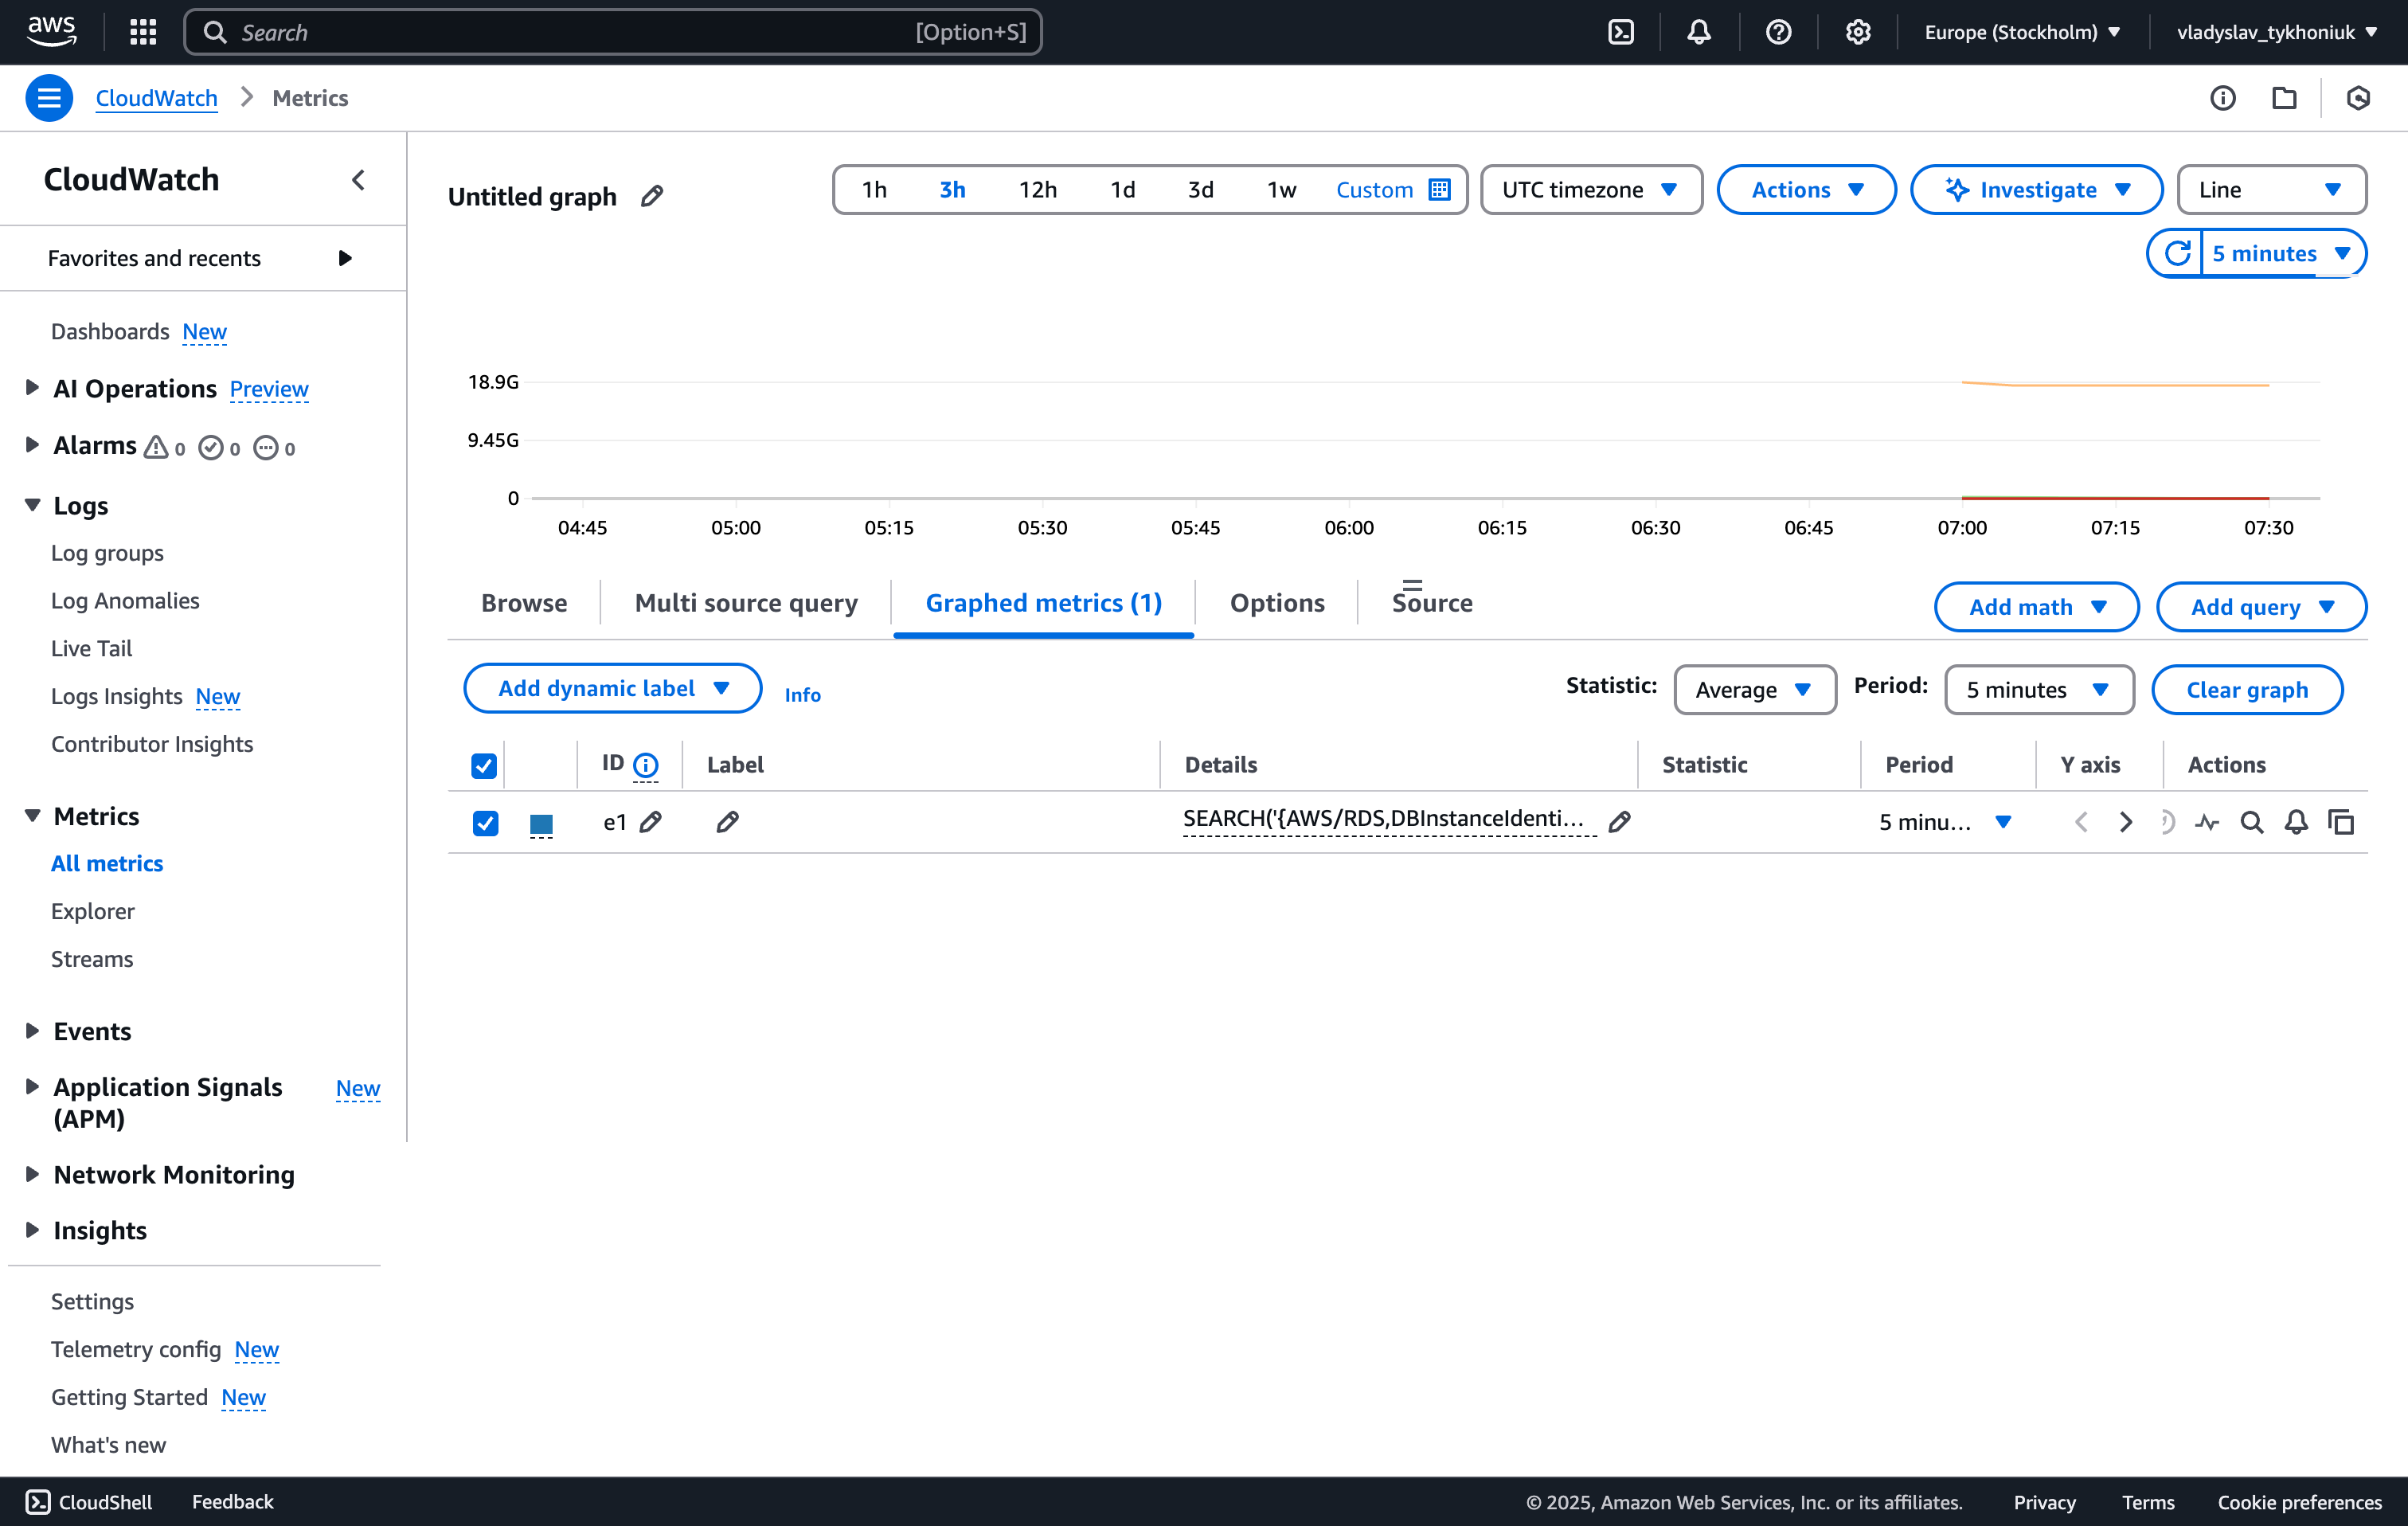 aws
Search [Option+S]
Europe (Stockholm)
vladyslav_tykhoniuk
CloudWatch
Metrics
CloudWatch
Favorites and recents
Dashboards New
AI Operations Preview
Alarms 0 0 0
Logs
Log groups
Log Anomalies
Live Tail
Logs Insights New
Contributor Insights
Metrics
All metrics
Explorer
Streams
Events
Application Signals New
(APM)
Network Monitoring
Insights
Settings
Telemetry config New
Getting Started New
What's new
Untitled graph
1h 3h 12h 1d 3d 1w Custom
UTC timezone
Actions
Investigate
Line
5 minutes
18.9G
9.45G
0
04:45 05:00 05:15 05:30 05:45 06:00 06:15 06:30 06:45 07:00 07:15 07:30
Browse Multi source query Graphed metrics (1) Options Source
Add math
Add query
Add dynamic label
Info
Statistic: Average Period: 5 minutes Clear graph
ID Label Details Statistic Period Y axis Actions
e1 SEARCH('{AWS/RDS,DBInstanceIdenti... 5 minu...
CloudShell Feedback © 2025, Amazon Web Services, Inc. or its affiliates. Privacy Terms Cookie preferences